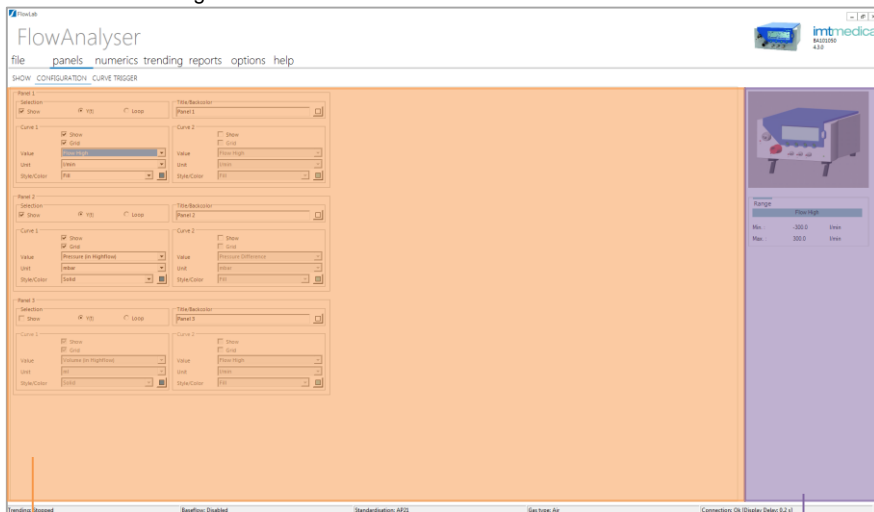 FlowLab
FlowAnalyser
imtmedical
BA101050
4.3.0
file panels numerics trending reports options help
SHOW CONFIGURATION CURVE TRIGGER
Panel 1
Selection Title/Backcolor
Show Y(t) Loop Panel 1
Curve 1 Curve 2
Show Show
Grid Grid
Value Flow High Value Flow High
Unit l/min Unit l/min
Style/Color Fill Style/Color Fill
Panel 2
Selection Title/Backcolor
Show Y(t) Loop Panel 2
Curve 1 Curve 2
Show Show
Grid Grid
Value Pressure (in Highflow) Value Pressure Difference
Unit mbar Unit mbar
Style/Color Solid Style/Color Fill
Panel 3
Selection Title/Backcolor
Show Y(t) Loop Panel 3
Curve 1 Curve 2
Show Show
Grid Grid
Value Volume (in Highflow) Value Flow High
Unit Unit l/min
Style/Color Solid Style/Color Fill
Range
Flow High
Min -300.0 l/min
Max 300.0 l/min
Trending: Stopped Baseflow: Disabled Standardisation: AP21 Gas type: Air Connection: Ok (Display Delay: 0.2 s)